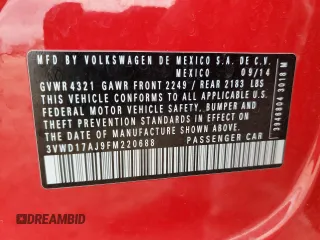 MFD BY VOLKSWAGEN DE MEXICO S.A. DE C.V.
MEXICO 09/14
GVWR 4321 GAWR FRONT 2249 / REAR 2183 LBS
THIS VEHICLE CONFORMS TO ALL APPLICABLE U.S.
FEDERAL MOTOR VEHICLE SAFETY, BUMPER AND THEFT
PREVENTION STANDARDS IN EFFECT ON THE DATE OF
MANUFACTURE SHOWN ABOVE.
3VWD17AJ9FM220688 PASSENGER CAR
3018 M
© DREAMBID
DREAMBID